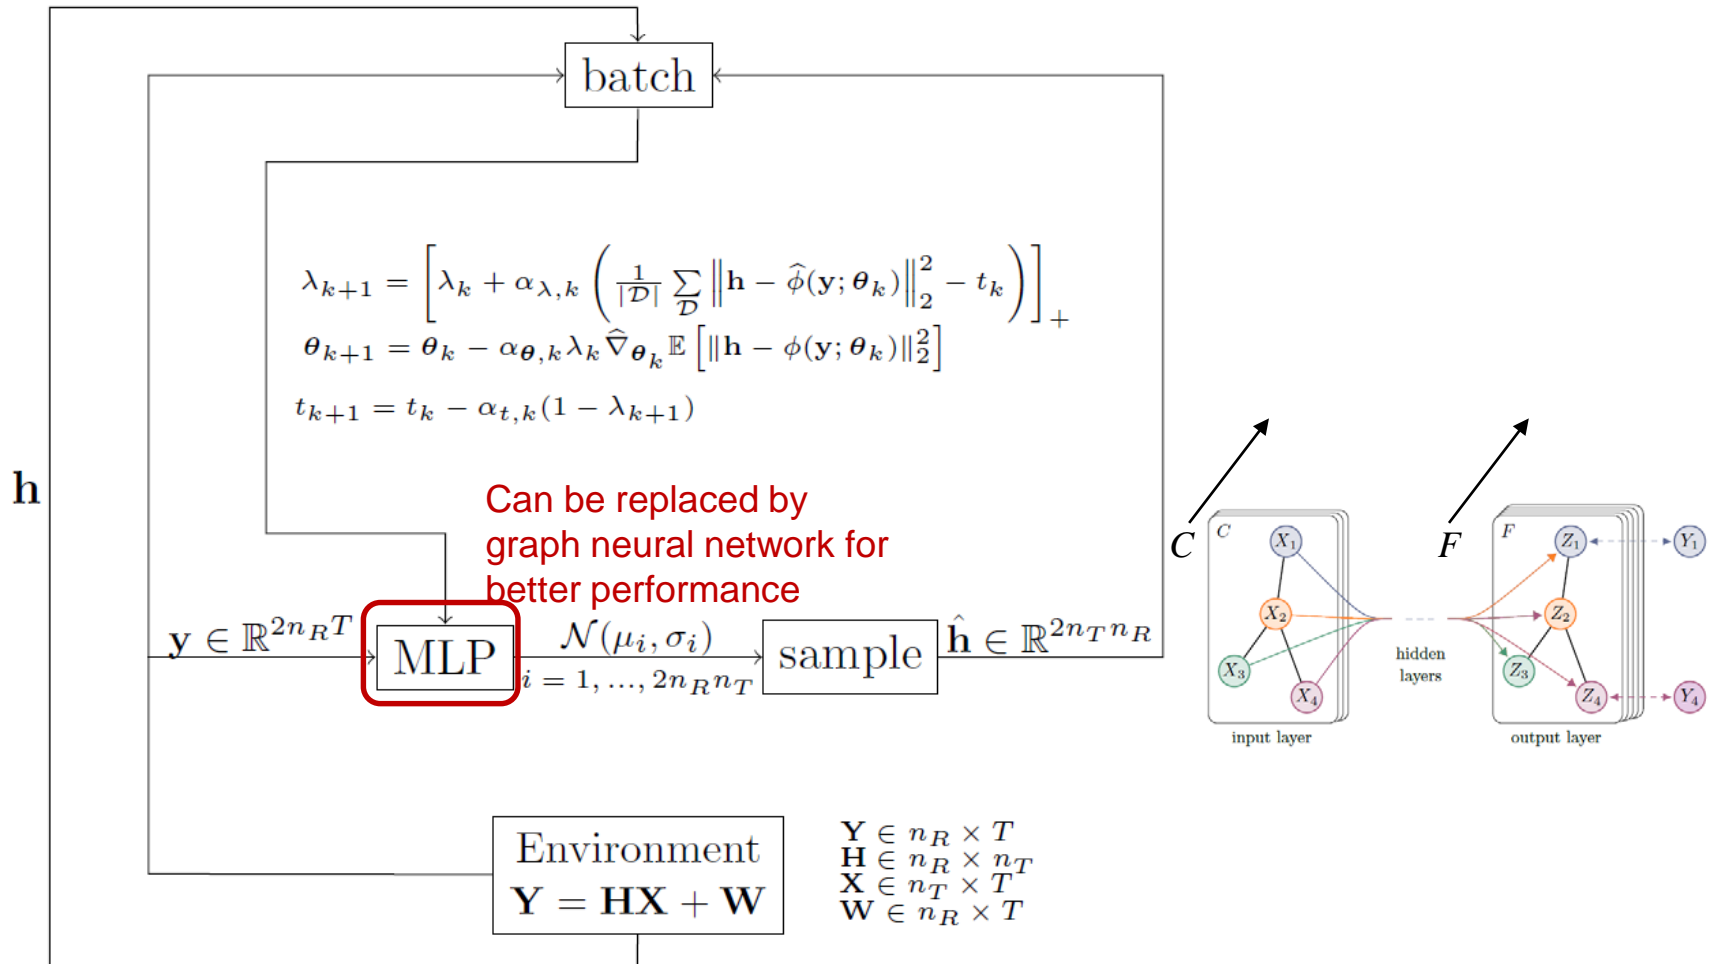 batch
λ_{k+1} = [λ_k + α_{λ,k} (1/|𝒟| ∑_𝒟 ‖𝐡 − ϕ̂(𝐲; 𝜽_k)‖₂² − t_k)]_+
𝜽_{k+1} = 𝜽_k − α_{𝜽,k} λ_k ∇̂_{𝜽_k} 𝔼 [‖𝐡 − ϕ(𝐲; 𝜽_k)‖₂²]
t_{k+1} = t_k − α_{t,k}(1 − λ_{k+1})
𝐡
Can be replaced by
graph neural network for
better performance
𝐲 ∈ ℝ^{2n_R T}
MLP
𝒩(μ_i, σ_i)
i = 1, ..., 2n_R n_T
sample
𝐡̂ ∈ ℝ^{2n_T n_R}
Environment
𝐘 = 𝐇𝐗 + 𝐖
𝐘 ∈ n_R × T
𝐇 ∈ n_R × n_T
𝐗 ∈ n_T × T
𝐖 ∈ n_R × T
C
C
X₁
X₂
X₃
X₄
input layer
hidden
layers
F
F
Z₁
Z₂
Z₃
Z₄
Y₁
Y₄
output layer